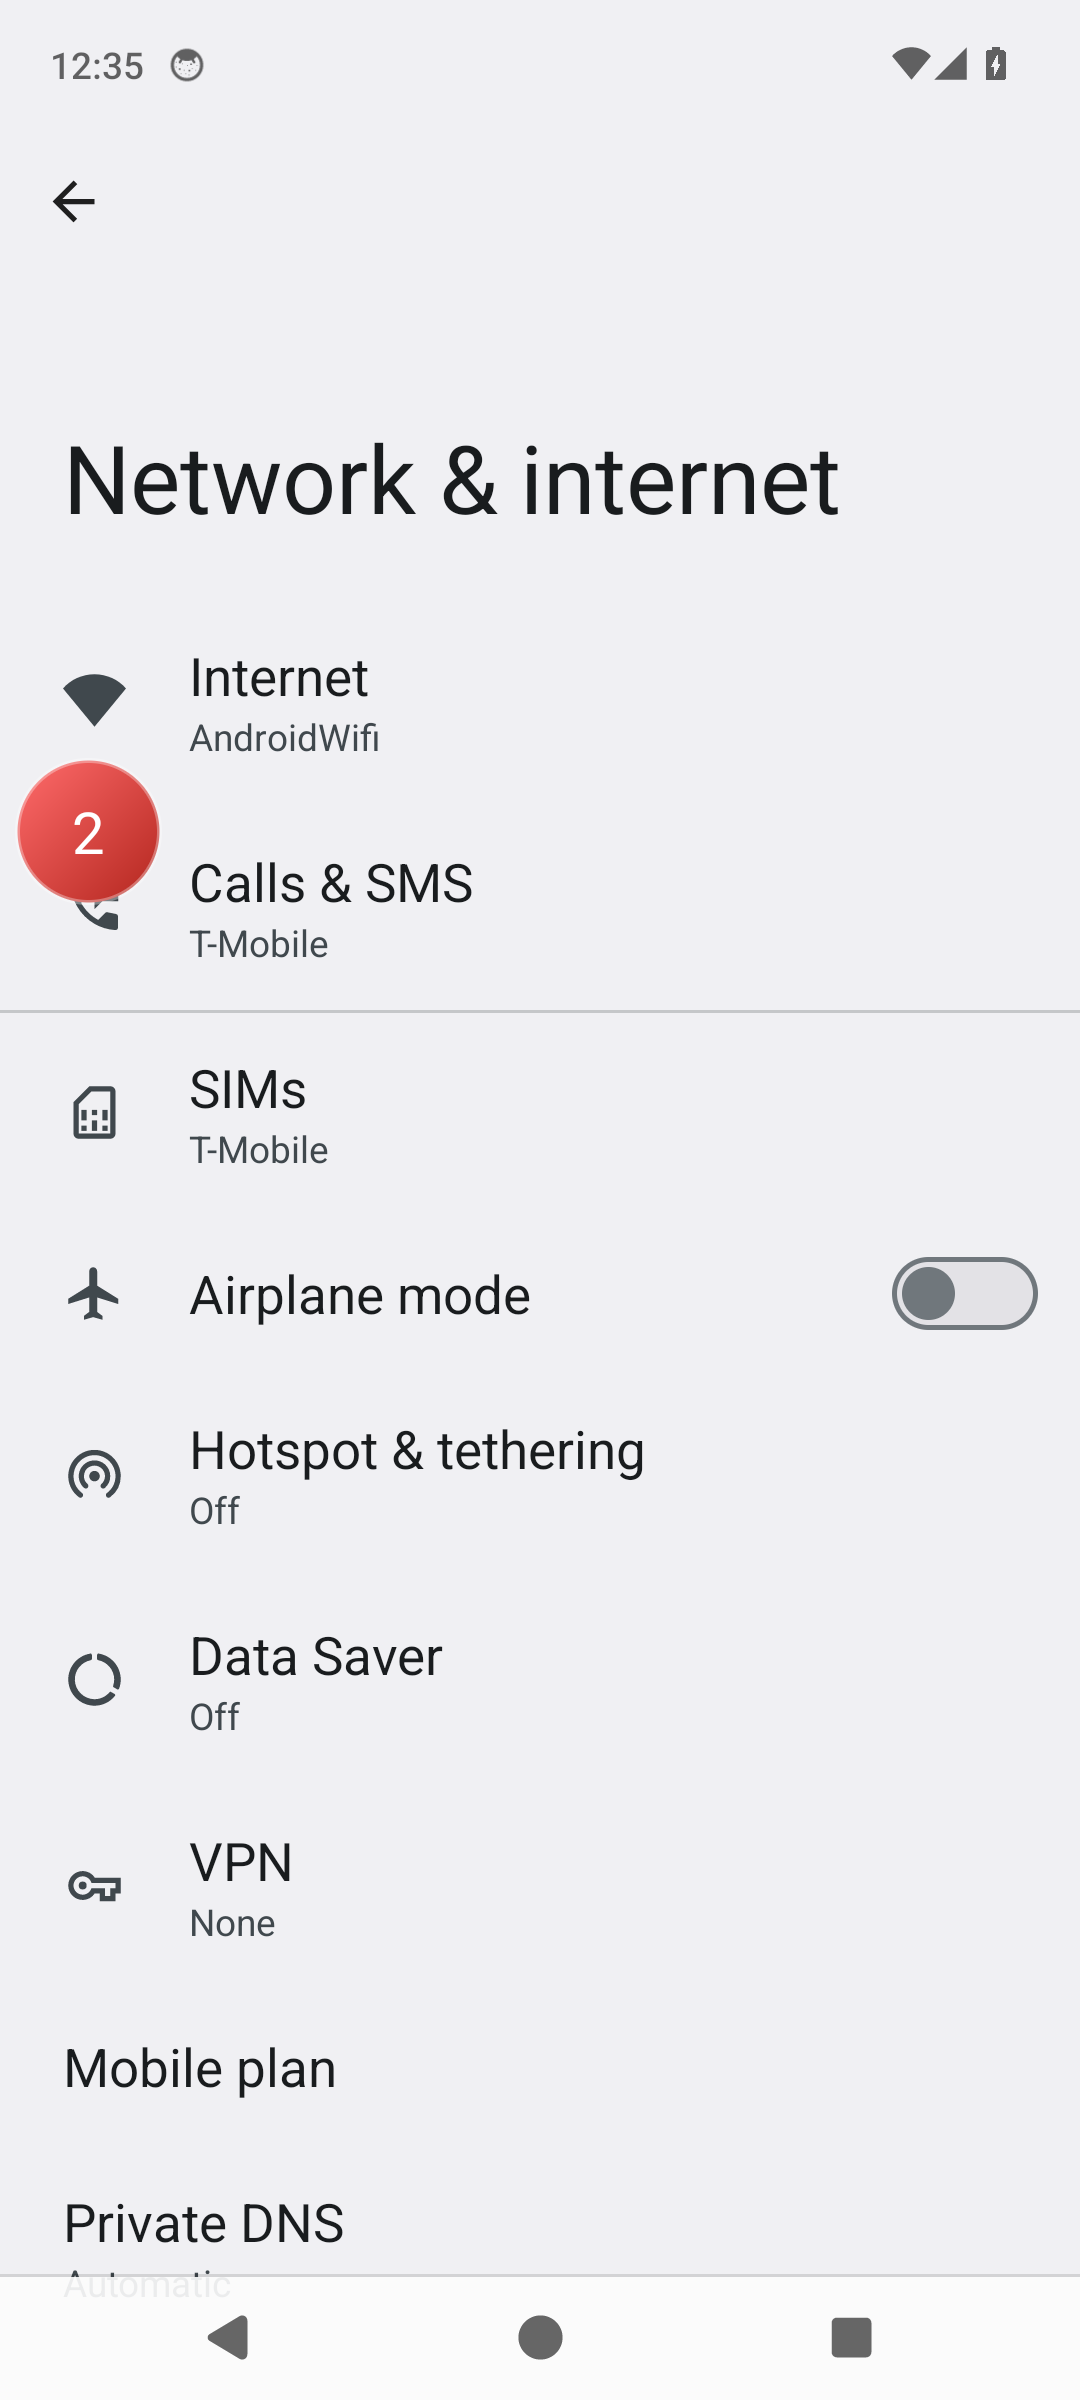 12:35
Network & internet
Internet
AndroidWifi
2
Calls & SMS
T-Mobile
SIMs
T-Mobile
Airplane mode
Hotspot & tethering
Off
Data Saver
Off
VPN
None
Mobile plan
Private DNS
Automatic